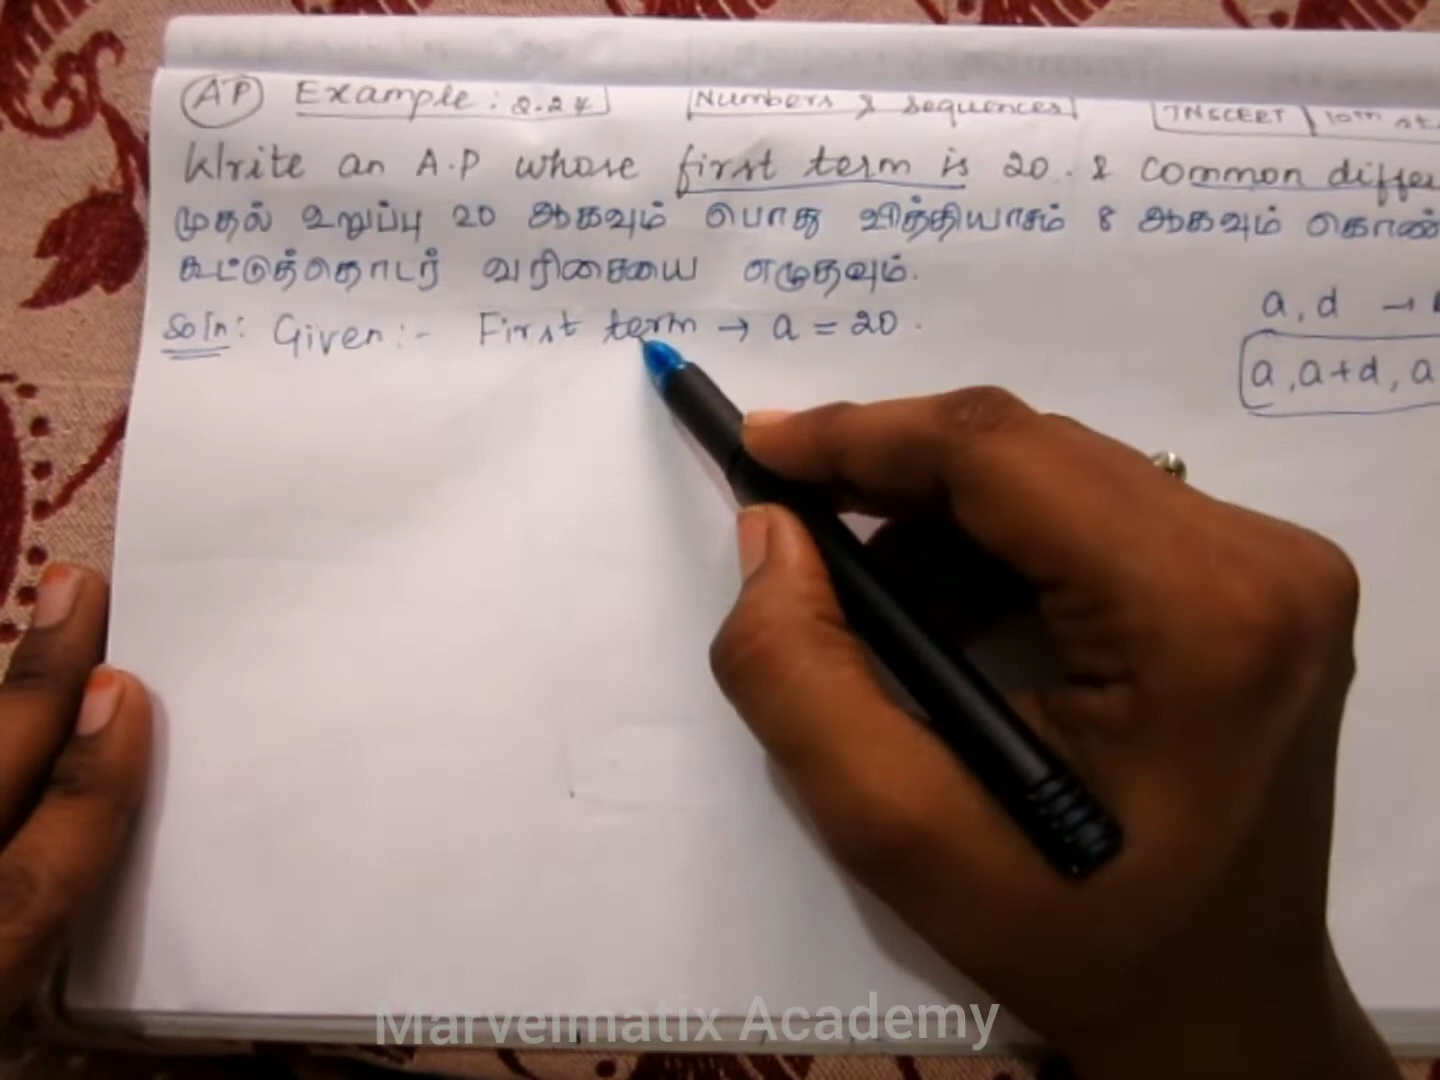 AP Example: 2.24 Numbers & Sequences TNSCERT 10th
Write an A.P whose first term is 20. & common
முதல் உறுப்பு 20 ஆகவும் பொது வித்தியாசம் 8 ஆகவும்
கூட்டுத்தொடர் வரிசையை எழுதவும்.
a, d →
Soln: Given:- First term → a = 20.
a, a+d, a
Marvelmatix Academy